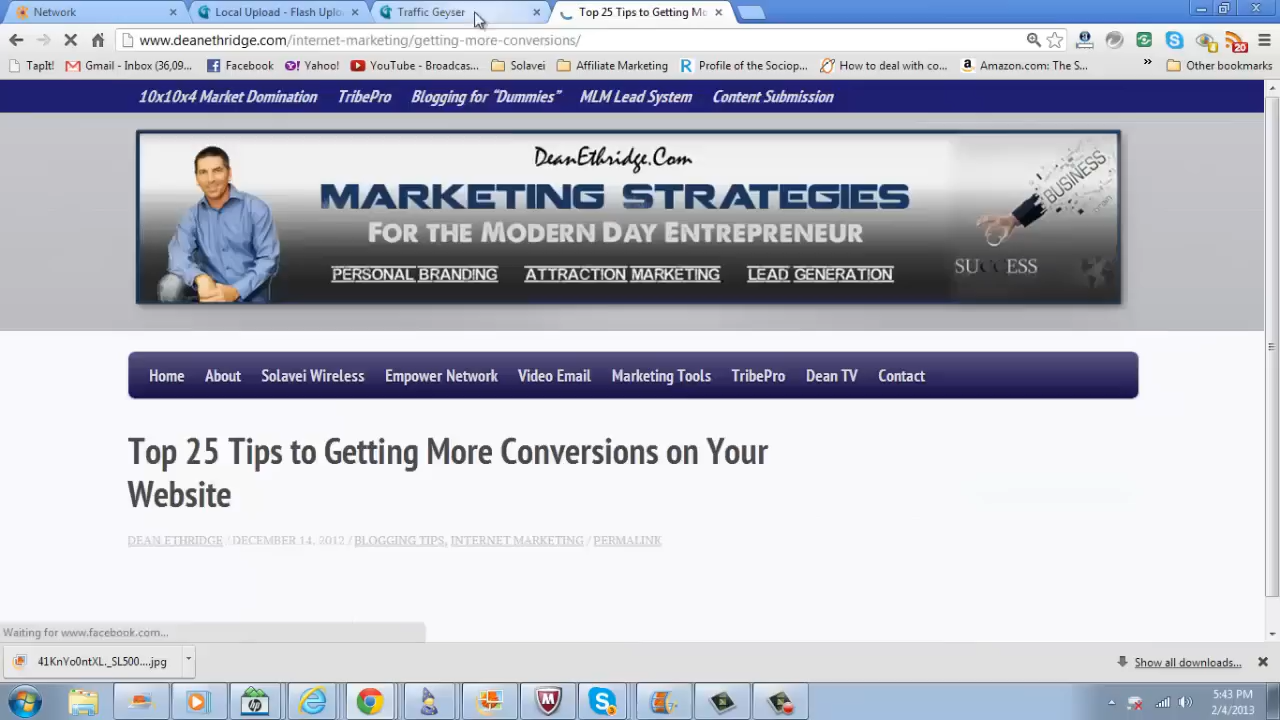 Network
Local Upload - Flash Uplo
Traffic Geyser
Top 25 Tips to Getting Mo
www.deanethridge.com/internet-marketing/getting-more-conversions/
TapIt!
Gmail - Inbox (36,09...
Facebook
Yahoo!
YouTube - Broadcas...
Solavei
Affiliate Marketing
Profile of the Sociop...
How to deal with co...
Amazon.com: The S...
Other bookmarks
20
10x10x4 Market Domination
TribePro
Blogging for "Dummies"
MLM Lead System
Content Submission
DeanEthridge.Com
MARKETING STRATEGIES
FOR THE MODERN DAY ENTREPRENEUR
PERSONAL BRANDING
ATTRACTION MARKETING
LEAD GENERATION
BUSINESS
SUCCESS
Home
About
Solavei Wireless
Empower Network
Video Email
Marketing Tools
TribePro
Dean TV
Contact
Top 25 Tips to Getting More Conversions on Your
Website
DEAN ETHRIDGE / DECEMBER 14, 2012 / BLOGGING TIPS, INTERNET MARKETING / PERMALINK
Waiting for www.facebook.com...
41KnYo0ntXL._SL500....jpg
Show all downloads...
5:43 PM
2/4/2013